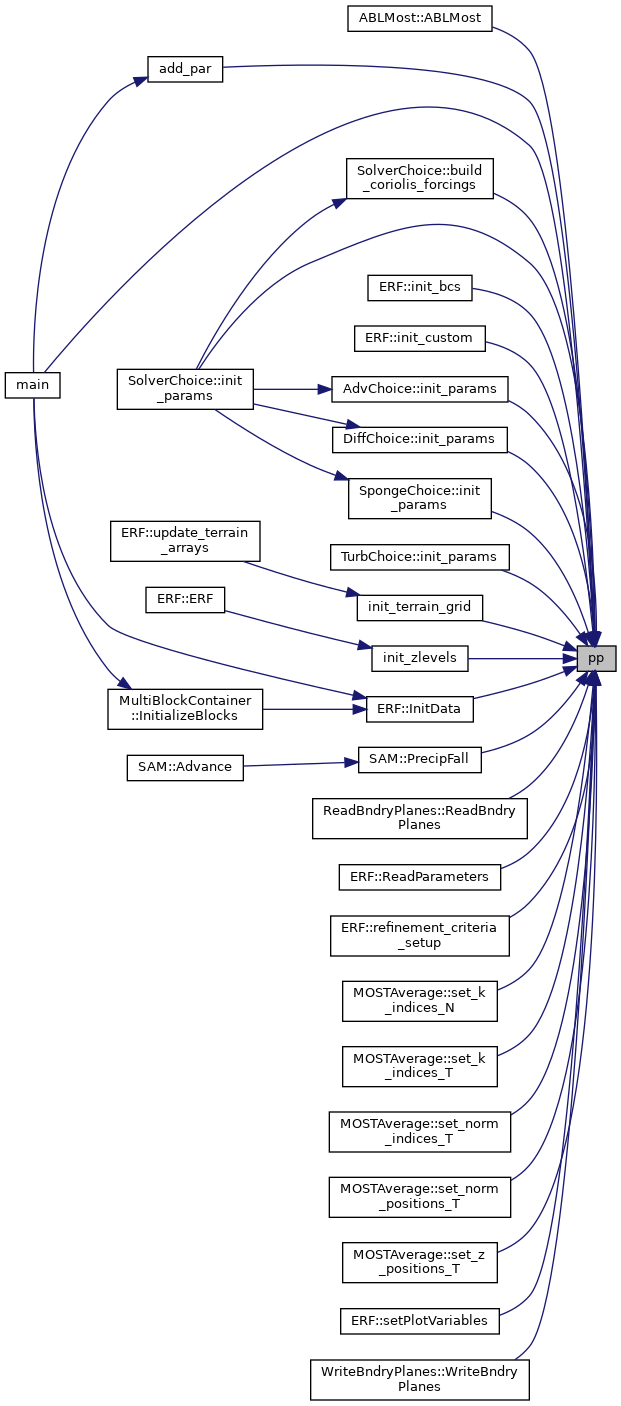 ABLMost::ABLMost
add_par
SolverChoice::build
_coriolis_forcings
ERF::init_bcs
ERF::init_custom
main
SolverChoice::init
_params
AdvChoice::init_params
DiffChoice::init_params
SpongeChoice::init
_params
ERF::update_terrain
_arrays
TurbChoice::init_params
ERF::ERF
init_terrain_grid
init_zlevels
pp
MultiBlockContainer
::InitializeBlocks
ERF::InitData
SAM::Advance
SAM::PrecipFall
ReadBndryPlanes::ReadBndry
Planes
ERF::ReadParameters
ERF::refinement_criteria
_setup
MOSTAverage::set_k
_indices_N
MOSTAverage::set_k
_indices_T
MOSTAverage::set_norm
_indices_T
MOSTAverage::set_norm
_positions_T
MOSTAverage::set_z
_positions_T
ERF::setPlotVariables
WriteBndryPlanes::WriteBndry
Planes